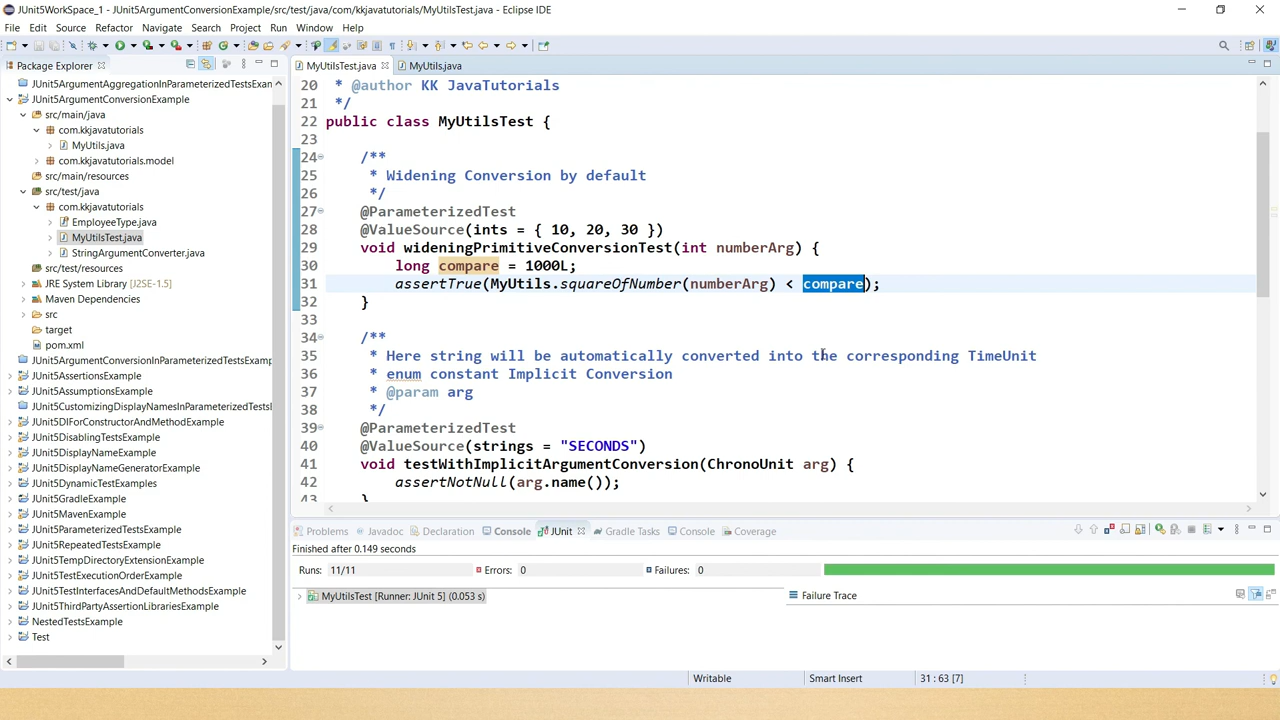 JUnit5WorkSpace_1 - JUnit5ArgumentConversionExample/src/test/java/com/kkjavatutorials/MyUtilsTest.java - Eclipse IDE
File Edit Source Refactor Navigate Search Project Run Window Help
Package Explorer
JUnit5ArgumentAggregationInParameterizedTestsExan
JUnit5ArgumentConversionExample
src/main/java
com.kkjavatutorials
MyUtils.java
com.kkjavatutorials.model
src/main/resources
src/test/java
com.kkjavatutorials
EmployeeType.java
MyUtilsTest.java
StringArgumentConverter.java
src/test/resources
JRE System Library [J2SE-1.5]
Maven Dependencies
src
target
pom.xml
JUnit5ArgumentConversionInParameterizedTestsExamp
JUnit5AssertionsExample
JUnit5AssumptionsExample
JUnit5CustomizingDisplayNamesInParameterizedTestsI
JUnit5DIForConstructorAndMethodExample
JUnit5DisablingTestsExample
JUnit5DisplayNameExample
JUnit5DisplayNameGeneratorExample
JUnit5DynamicTestExamples
JUnit5GradleExample
JUnit5MavenExample
JUnit5ParameterizedTestsExample
JUnit5RepeatedTestsExample
JUnit5TempDirectoryExtensionExample
JUnit5TestExecutionOrderExample
JUnit5TestInterfacesAndDefaultMethodsExample
JUnit5ThirdPartyAssertionLibrariesExample
NestedTestsExample
Test
MyUtilsTest.java MyUtils.java
20 * @author KK JavaTutorials
21 */
22 public class MyUtilsTest {
23
24 /**
25 * Widening Conversion by default
26 */
27 @ParameterizedTest
28 @ValueSource(ints = { 10, 20, 30 })
29 void wideningPrimitiveConversionTest(int numberArg) {
30 long compare = 1000L;
31 assertTrue(MyUtils.squareOfNumber(numberArg) < compare);
32 }
33
34 /**
35 * Here string will be automatically converted into the corresponding TimeUnit
36 * enum constant Implicit Conversion
37 * @param arg
38 */
39 @ParameterizedTest
40 @ValueSource(strings = "SECONDS")
41 void testWithImplicitArgumentConversion(ChronoUnit arg) {
42 assertNotNull(arg.name());
43 }
Problems Javadoc Declaration Console JUnit Gradle Tasks Console Coverage
Finished after 0.149 seconds
Runs: 11/11 Errors: 0 Failures: 0
MyUtilsTest [Runner: JUnit 5] (0.053 s)
Failure Trace
Writable Smart Insert 31 : 63 [7]